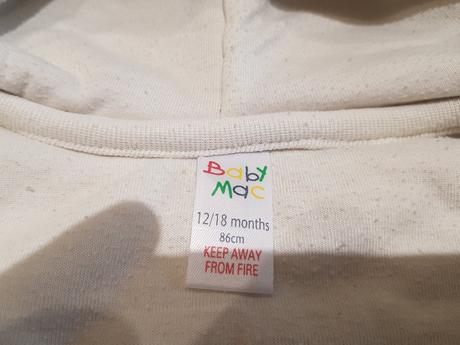 Baby
Mac
12/18 months
86cm
KEEP AWAY
FROM FIRE